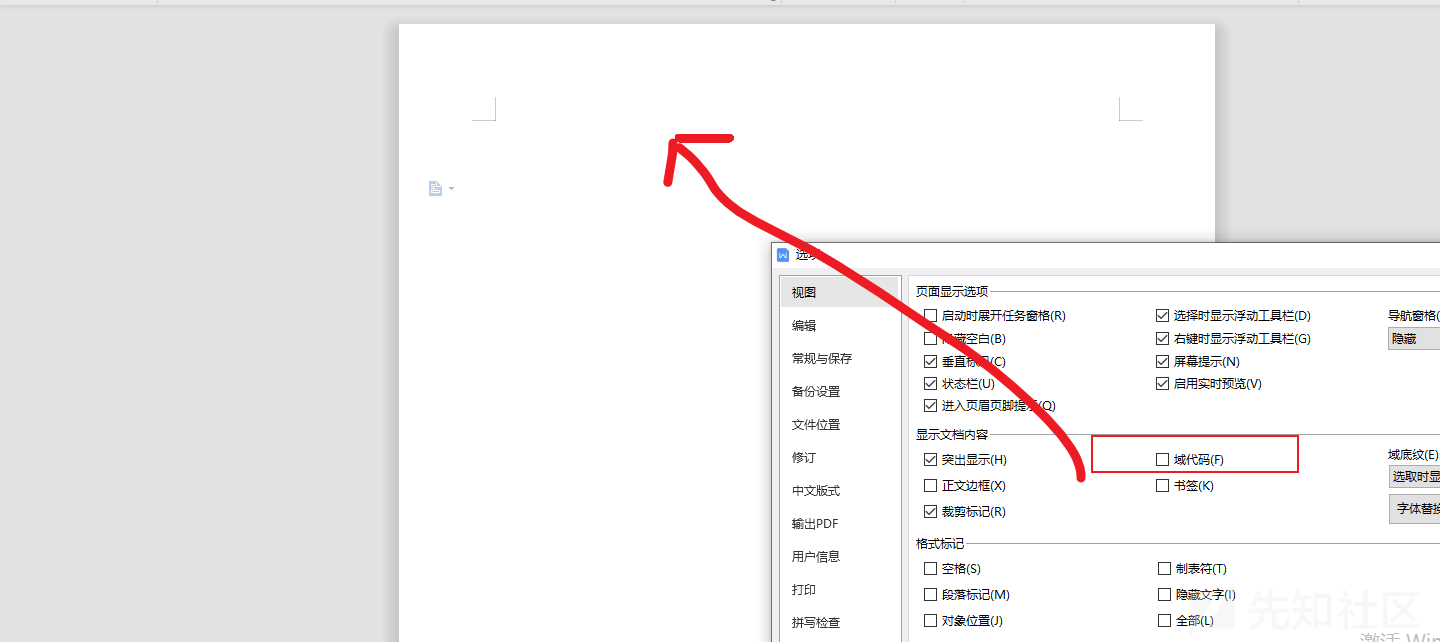 选项
视图
编辑
常规与保存
备份设置
文件位置
修订
中文版式
输出PDF
用户信息
打印
拼写检查
页面显示选项
启动时展开任务窗格(R)
选择时显示浮动工具栏(D)
导航窗格(
隐藏空白(B)
右键时显示浮动工具栏(G)
隐藏
垂直标尺(C)
屏幕提示(N)
状态栏(U)
启用实时预览(V)
进入页眉页脚提示(Q)
显示文档内容
突出显示(H)
域代码(F)
域底纹(E)
正文边框(X)
书签(K)
选取时显
裁剪标记(R)
字体替换
格式标记
空格(S)
制表符(T)
段落标记(M)
隐藏文字(I)
对象位置(J)
全部(L)
先知社区
激活 Win